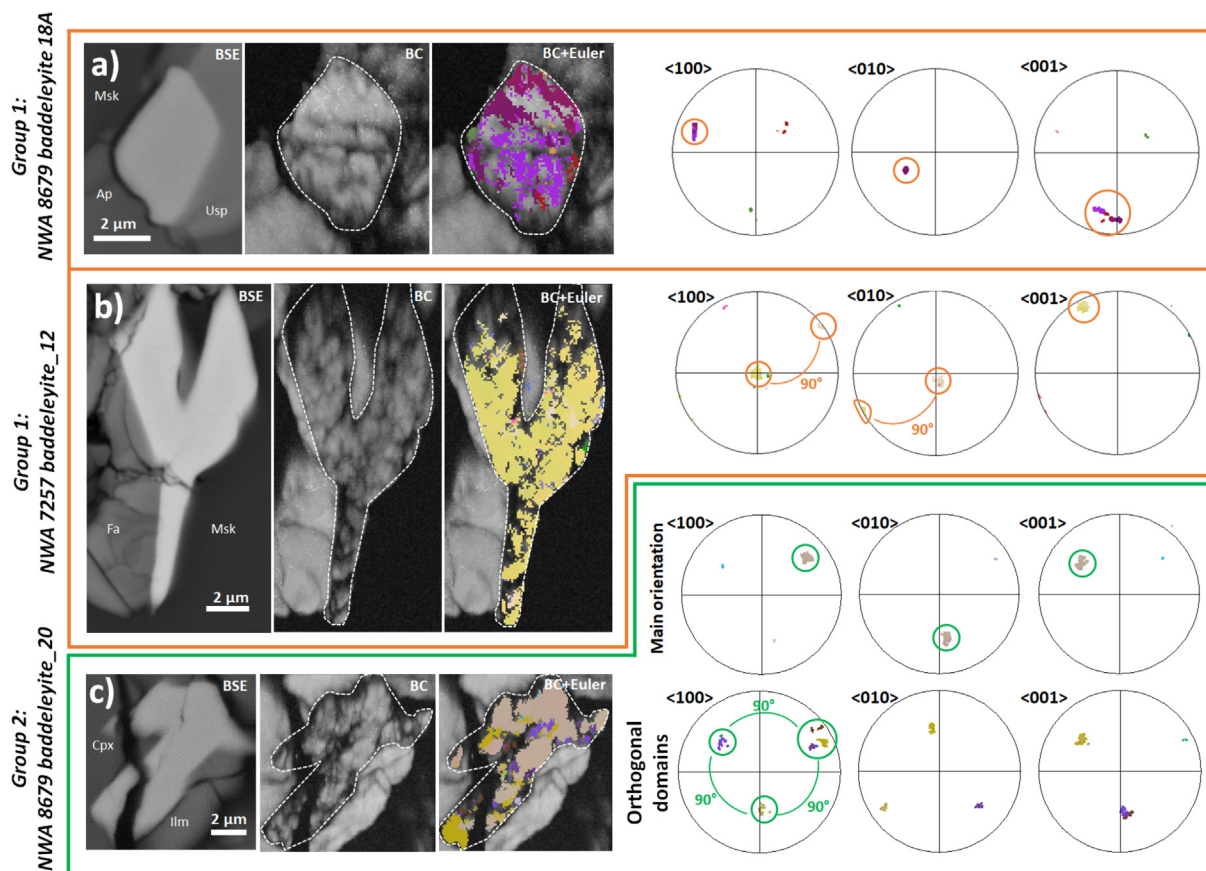 Group 1:
NWA 8679 baddeleyite 18A
a)
BSE
Msk
Ap
Usp
2 µm
BC
BC+Euler
<100>
<010>
<001>
Group 1:
NWA 7257 baddeleyite_12
b)
BSE
Fa
Msk
2 µm
BC
BC+Euler
<100>
90°
<010>
90°
<001>
Group 2:
NWA 8679 baddeleyite_20
c)
BSE
Cpx
Ilm
2 µm
BC
BC+Euler
Main orientation
<100>
<010>
<001>
Orthogonal
domains
<100>
90°
90°
90°
<010>
<001>